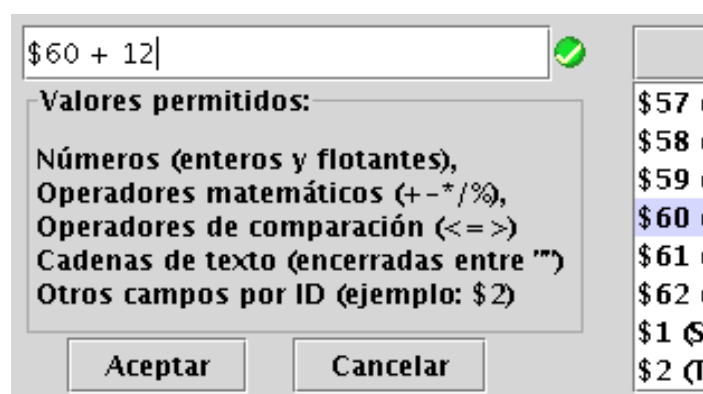 $60 + 12
Valores permitidos:
Números (enteros y flotantes),
Operadores matemáticos (+-*/%),
Operadores de comparación (<=>)
Cadenas de texto (encerradas entre '")
Otros campos por ID (ejemplo: $2)
Aceptar Cancelar
$57
$58
$59
$60
$61
$62
$1 (S
$2 (T